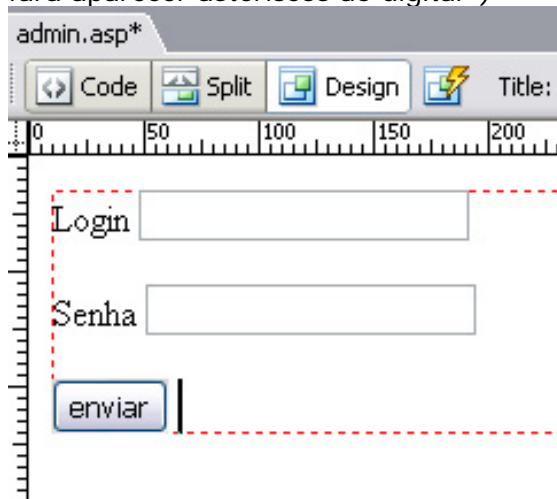 admin.asp*
Code Split Design Title:
0 50 100 150 200
Login
Senha
enviar